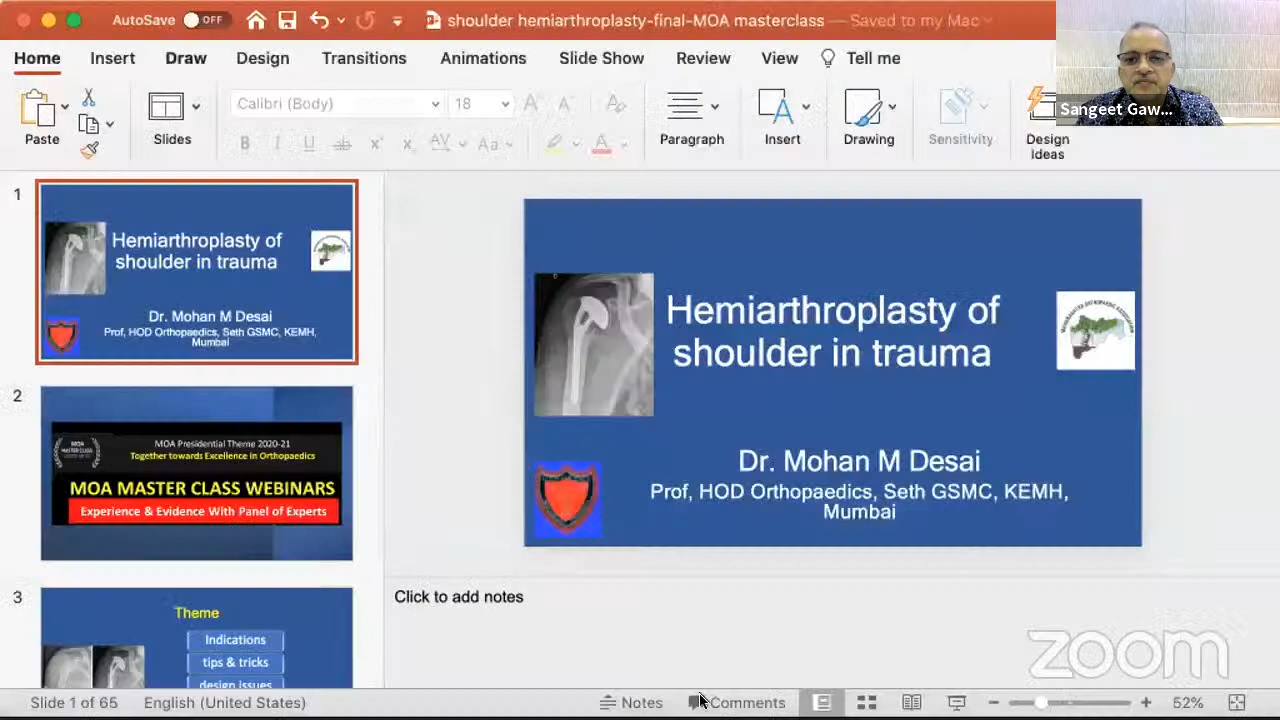 AutoSave OFF
shoulder hemiarthroplasty-final-MOA masterclass — Saved to my Mac
Home Insert Draw Design Transitions Animations Slide Show Review View Tell me
Sangeet Gaw...
Calibri (Body) 18
Paste Slides Paragraph Insert Drawing Sensitivity Design
Ideas
1
Hemiarthroplasty of
shoulder in trauma
Dr. Mohan M Desai
Prof, HOD Orthopaedics, Seth GSMC, KEMH,
Mumbai
2
MOA
MASTER CLASS
MOA Presidential Theme 2020-21
Together towards Excellence in Orthopaedics
MOA MASTER CLASS WEBINARS
Experience & Evidence With Panel of Experts
3
Theme
Indications
tips & tricks
design issues
Hemiarthroplasty of
shoulder in trauma
Dr. Mohan M Desai
Prof, HOD Orthopaedics, Seth GSMC, KEMH,
Mumbai
Click to add notes
zoom
Slide 1 of 65 English (United States) Notes Comments 52%